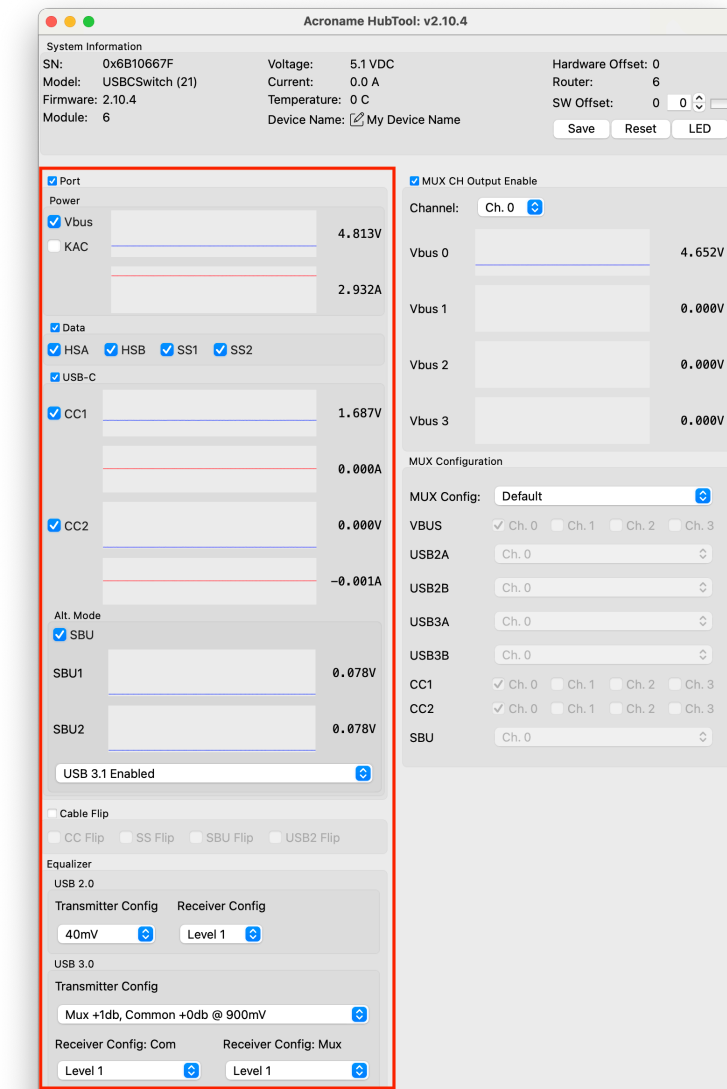 Acroname HubTool: v2.10.4
System Information
SN: 0x6B10667F Voltage: 5.1 VDC Hardware Offset: 0
Model: USBCSwitch (21) Current: 0.0 A Router: 6
Firmware: 2.10.4 Temperature: 0 C SW Offset: 0 0
Module: 6 Device Name: My Device Name
Save Reset LED
Port
Power
Vbus 4.813V
KAC
2.932A
Data
HSA HSB SS1 SS2
USB-C
CC1 1.687V
0.000A
CC2 0.000V
-0.001A
Alt. Mode
SBU
SBU1 0.078V
SBU2 0.078V
USB 3.1 Enabled
Cable Flip
CC Flip SS Flip SBU Flip USB2 Flip
Equalizer
USB 2.0
Transmitter Config Receiver Config
40mV Level 1
USB 3.0
Transmitter Config
Mux +1db, Common +0db @ 900mV
Receiver Config: Com Receiver Config: Mux
Level 1 Level 1
MUX CH Output Enable
Channel: Ch. 0
Vbus 0 4.652V
Vbus 1 0.000V
Vbus 2 0.000V
Vbus 3 0.000V
MUX Configuration
MUX Config: Default
VBUS Ch. 0 Ch. 1 Ch. 2 Ch. 3
USB2A Ch. 0
USB2B Ch. 0
USB3A Ch. 0
USB3B Ch. 0
CC1 Ch. 0 Ch. 1 Ch. 2 Ch. 3
CC2 Ch. 0 Ch. 1 Ch. 2 Ch. 3
SBU Ch. 0